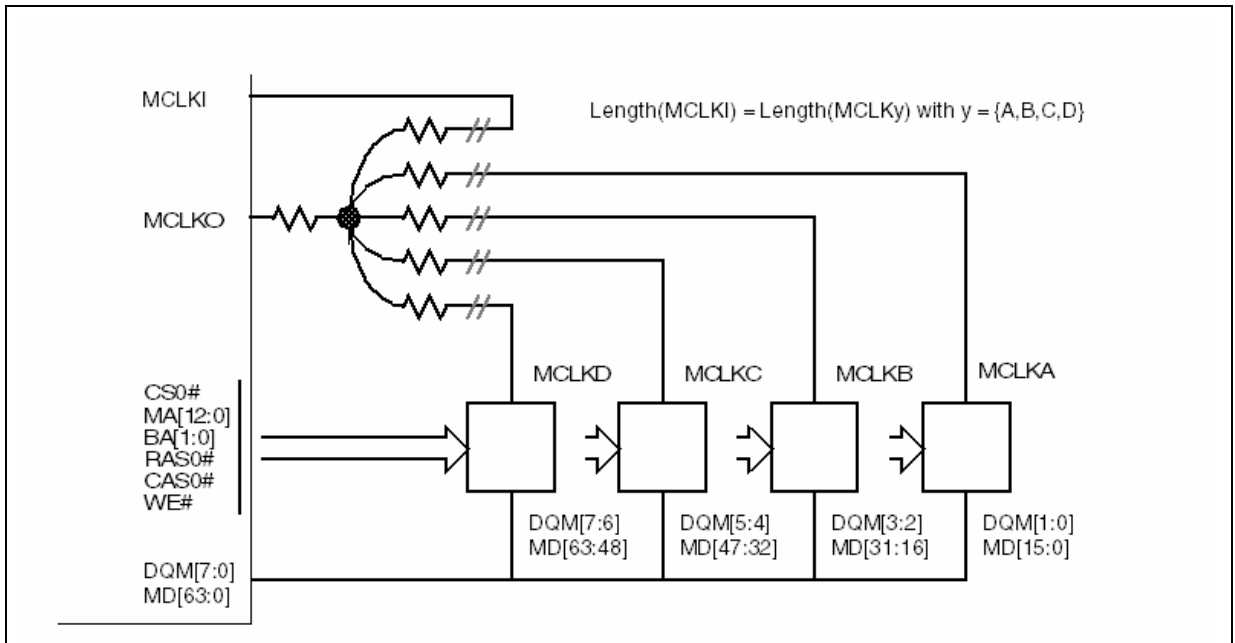 MCLKI
Length(MCLKI) = Length(MCLKy) with y = {A,B,C,D}
MCLKO
MCLKD
MCLKC
MCLKB
MCLKA
CS0#
MA[12:0]
BA[1:0]
RAS0#
CAS0#
WE#
DQM[7:6]
MD[63:48]
DQM[5:4]
MD[47:32]
DQM[3:2]
MD[31:16]
DQM[1:0]
MD[15:0]
DQM[7:0]
MD[63:0]